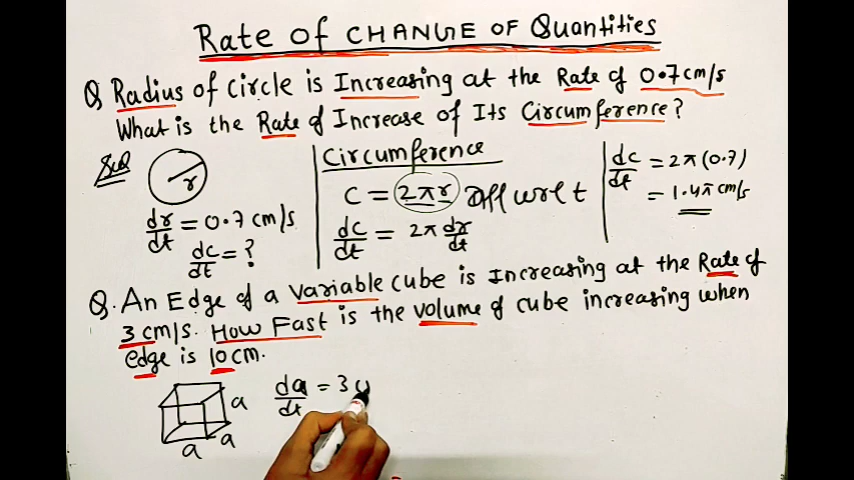 Rate of CHANGE OF Quantities
Q Radius of Circle is Increasing at the Rate of 0.7cm/s
What is the Rate of Increase of Its Circumference?
Sol
r
dr/dt = 0.7 cm/s
dc/dt = ?
Circumference
C = 2πr diff w r t t
dc/dt = 2π dr/dt
dc/dt = 2π(0.7)
= 1.4π cm/s
Q. An Edge of a variable cube is Increasing at the Rate of
3 cm/s. How Fast is the volume of cube increasing when
edge is 10 cm.
a
a
a
da/dt = 3